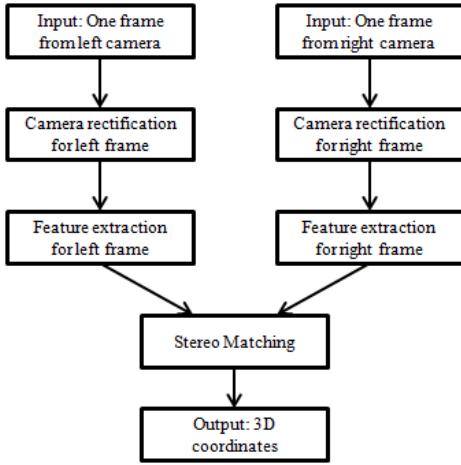 Input: One frame
from left camera
Input: One frame
from right camera
Camera rectification
for left frame
Camera rectification
for right frame
Feature extraction
for left frame
Feature extraction
for right frame
Stereo Matching
Output: 3D
coordinates